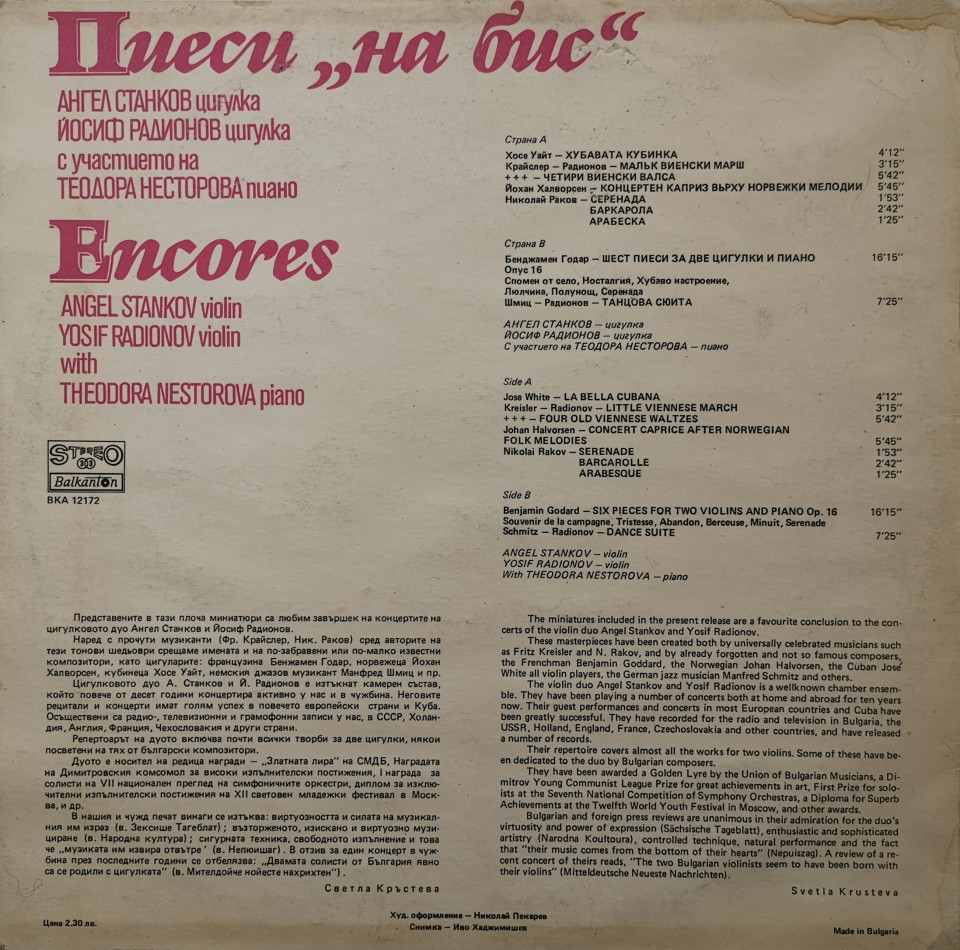 Пиеси „на бис“
АНГЕЛ СТАНКОВ цигулка
ЙОСИФ РАДИОНОВ цигулка
с участието на
ТЕОДОРА НЕСТОРОВА пиано
Encores
ANGEL STANKOV violin
YOSIF RADIONOV violin
with
THEODORA NESTOROVA piano
STEREO
33
Balkanton
ВКА 12172
Страна А
Хосе Уайт — ХУБАВАТА КУБИНКА 4'12"
Крайслер — Радионов — МАЛЪК ВИЕНСКИ МАРШ 3'15"
+ + + — ЧЕТИРИ ВИЕНСКИ ВАЛСА 5'42"
Йохан Халворсен — КОНЦЕРТЕН КАПРИЗ ВЪРХУ НОРВЕЖКИ МЕЛОДИИ 5'45"
Николай Раков — СЕРЕНАДА 1'53"
БАРКАРОЛА 2'42"
АРАБЕСКА 1'25"
Страна В
Бенджамен Годар — ШЕСТ ПИЕСИ ЗА ДВЕ ЦИГУЛКИ И ПИАНО 16'15"
Опус 16
Спомен от село, Носталгия, Хубаво настроение,
Люлчина, Полунощ, Серенада
Шмиц — Радионов — ТАНЦОВА СЮИТА 7'25"
АНГЕЛ СТАНКОВ — цигулка
ЙОСИФ РАДИОНОВ — цигулка
С участието на ТЕОДОРА НЕСТОРОВА — пиано
Side A
Jose White — LA BELLA CUBANA 4'12"
Kreisler — Radionov — LITTLE VIENNESE MARCH 3'15"
+ + + — FOUR OLD VIENNESE WALTZES 5'42"
Johan Halvorsen — CONCERT CAPRICE AFTER NORWEGIAN
FOLK MELODIES 5'45"
Nikolai Rakov — SERENADE 1'53"
BARCAROLLE 2'42"
ARABESQUE 1'25"
Side B
Benjamin Godard — SIX PIECES FOR TWO VIOLINS AND PIANO Op. 16 16'15"
Souvenir de la campagne, Tristesse, Abandon, Berceuse, Minuit, Serenade
Schmitz — Radionov — DANCE SUITE 7'25"
ANGEL STANKOV — violin
YOSIF RADIONOV — violin
With THEODORA NESTOROVA — piano
Представените в тази плоча миниатюри са любим завършек на концертите на
цигулковото дуо Ангел Станков и Йосиф Радионов.
Наред с прочути музиканти (Фр. Крайслер, Ник. Раков) сред авторите на
тези тонови шедьоври срещаме имената и на по-забравени или по-малко известни
композитори, като цигуларите: французина Бенжамен Годар, норвежеца Йохан
Халворсен, кубинеца Хосе Уайт, немския джазов музикант Манфред Шмиц и пр.
Цигулковото дуо А. Станков и Й. Радионов е изтъкнат камерен състав,
който повече от десет години концертира активно у нас и в чужбина. Неговите
рецитали и концерти имат голям успех в повечето европейски страни и Куба.
Осъществени са радио-, телевизионни и грамофонни записи у нас, в СССР, Холан-
дия, Англия, Франция, Чехословакия и други страни.
Репертоарът на дуото включва почти всички творби за две цигулки, някои
посветени на тях от български композитори.
Дуото е носител на редица награди — „Златната лира“ на СМДБ, Наградата
на Димитровския комсомол за високи изпълнителски постижения, I награда за
солисти на VII национален преглед на симфоничните оркестри, диплом за изклю-
чителни изпълнителски постижения на XII световен младежки фестивал в Моск-
ва, и др.
В нашия и чужд печат винаги се изтъква: виртуозността и силата на музикал-
ния им израз (в. Зексише Тагеблат) ; възторженото, изискано и виртуозно музи-
циране (в. Народна култура) ; сигурната техника, свободното изпълнение и това
че „музиката им извира отвътре" (в. Непюишаг) . В отзив за един концерт в чуж-
бина през последните години се отбелязва: „Двамата солисти от България явно
са се родили с цигулката" (в. Мителдойче нойесте нахрихтен") .
Светла Кръстева
The miniatures included in the present release are a favourite conclusion to the con-
certs of the violin duo Angel Stankov and Yosif Radionov.
These masterpieces have been created both by universally celebrated musicians such
as Fritz Kreisler and N. Rakov, and by already forgotten and not so famous composers,
the Frenchman Benjamin Goddard, the Norwegian Johan Halvorsen, the Cuban José
White all violin players, the German jazz musician Manfred Schmitz and others.
The violin duo Angel Stankov and Yosif Radionov is a wellknown chamber ensem-
ble. They have been playing a number of concerts both at home and abroad for ten years
now. Their guest performances and concerts in most European countries and Cuba have
been greatly successful. They have recorded for the radio and television in Bulgaria, the
USSR, Holland, England, France, Czechoslovakia and other countries, and have released
a number of records.
Their repertoire covers almost all the works for two violins. Some of these have be-
en dedicated to the duo by Bulgarian composers.
They have been awarded a Golden Lyre by the Union of Bulgarian Musicians, a Di-
mitrov Young Communist League Prize for great achievements in art, First Prize for solo-
ists at the Seventh National Competition of Symphony Orchestras, a Diploma for Superb
Achievements at the Twelfth World Youth Festival in Moscow, and other awards.
Bulgarian and foreign press reviews are unanimous in their admiration for the duo's
virtuosity and power of expression (Sächsische Tageblatt), enthusiastic and sophisticated
artistry (Narodna Koultoura), controlled technique, natural performance and the fact
that "their music comes from the bottom of their hearts" (Nepuiszag). A review of a re-
cent concert of theirs reads, "The two Bulgarian violinists seem to have been born with
their violins" (Mitteldeutsche Neueste Nachrichten).
Svetla Krusteva
Цена 2.30 лв.
Худ. оформление — Николай Пекарев
Снимка — Иво Хаджимишев
Made in Bulgaria